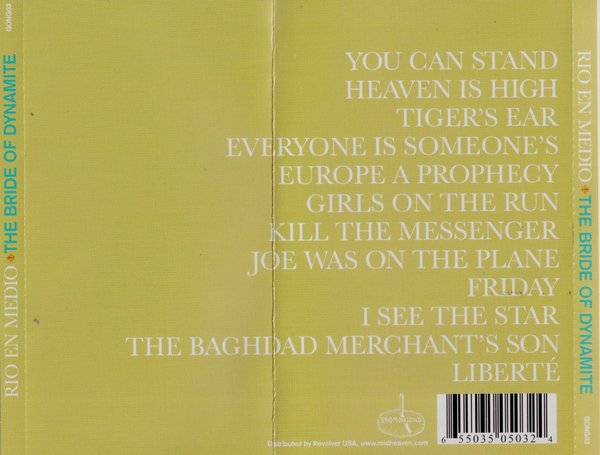 GONG03
RIO EN MEDIO THE BRIDE OF DYNAMITE
YOU CAN STAND
HEAVEN IS HIGH
TIGER'S EAR
EVERYONE IS SOMEONE'S
EUROPE A PROPHECY
GIRLS ON THE RUN
KILL THE MESSENGER
JOE WAS ON THE PLANE
FRIDAY
I SEE THE STAR
THE BAGHDAD MERCHANT'S SON
LIBERTÉ
Distributed by Revolver USA, www.midheaven.com
6 55035 05032 4
RIO EN MEDIO THE BRIDE OF DYNAMITE
GONG03